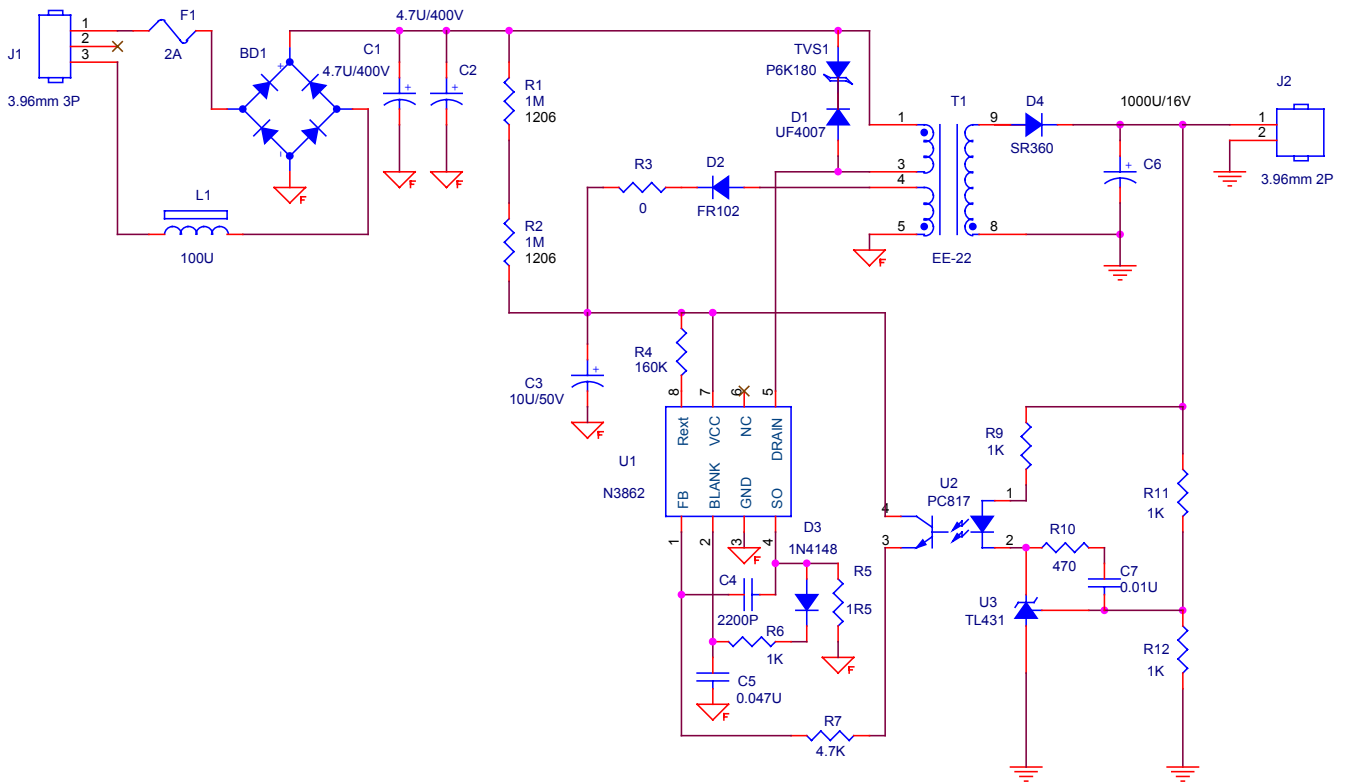 J1
1
2
3
3.96mm 3P
F1
2A
BD1
+
-
L1
100U
4.7U/400V
C1
4.7U/400V
+
C2
+
R1
1M
1206
R2
1M
1206
TVS1
P6K180
D1
UF4007
R3
0
D2
FR102
T1
1
3
4
5
9
8
EE-22
D4
SR360
1000U/16V
C6
+
J2
1
2
3.96mm 2P
F
F
F
F
C3
10U/50V
+
F
R4
160K
8
7
6
5
Rext
VCC
NC
DRAIN
U1
N3862
FB
BLANK
GND
SO
1
2
3
4
F
D3
1N4148
C4
2200P
R5
1R5
F
R6
1K
C5
0.047U
F
R7
4.7K
U2
PC817
4
3
1
2
R9
1K
R10
470
C7
0.01U
U3
TL431
R11
1K
R12
1K